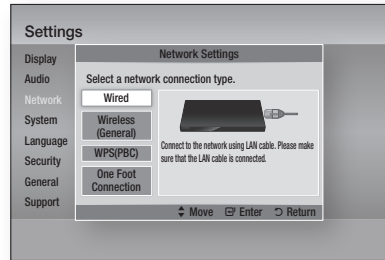 Settings
Display
Audio
Network
System
Language
Security
General
Support
Network Settings
Select a network connection type.
Wired
Wireless
(General)
WPS(PBC)
One Foot
Connection
Connect to the network using LAN cable. Please make
sure that the LAN cable is connected.
Move Enter Return